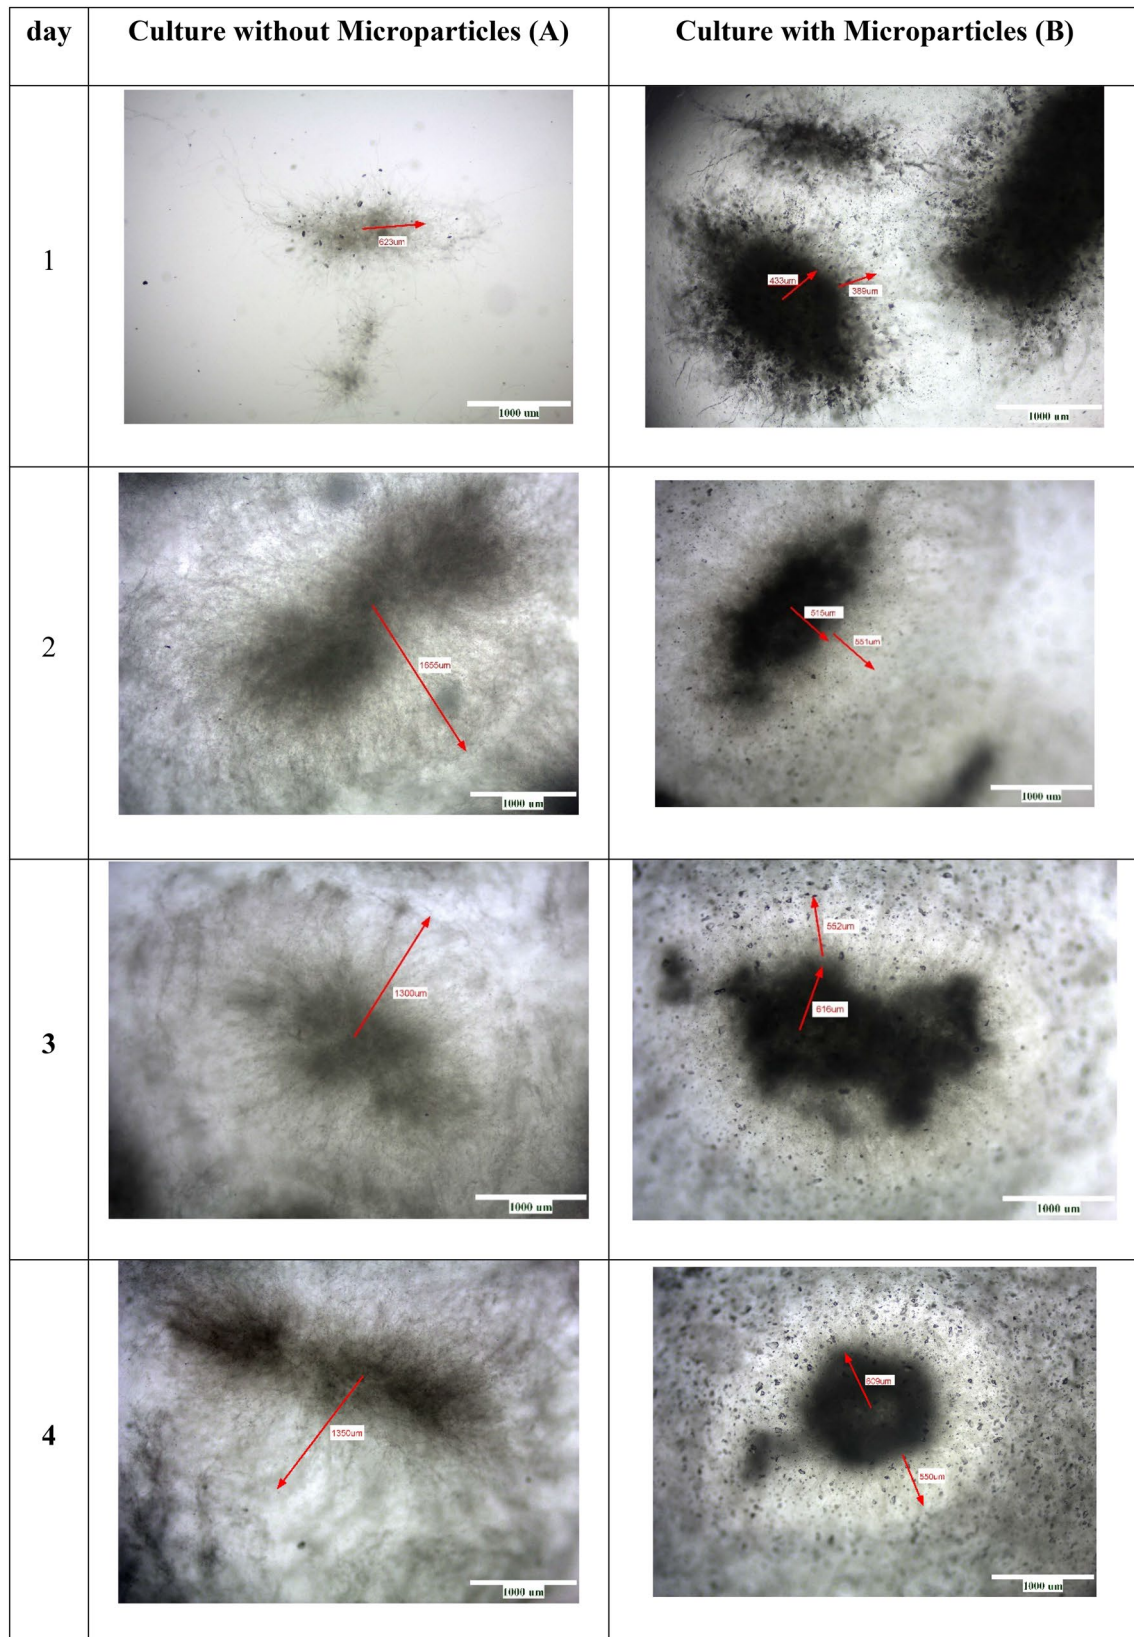 day Culture without Microparticles (A) Culture with Microparticles (B)
1
623um
1000 um
433um
389um
1000 um
2
1655um
1000 um
515um
551um
1000 um
3
1300um
1000 um
552um
616um
1000 um
4
1350um
1000 um
609um
550um
1000 um